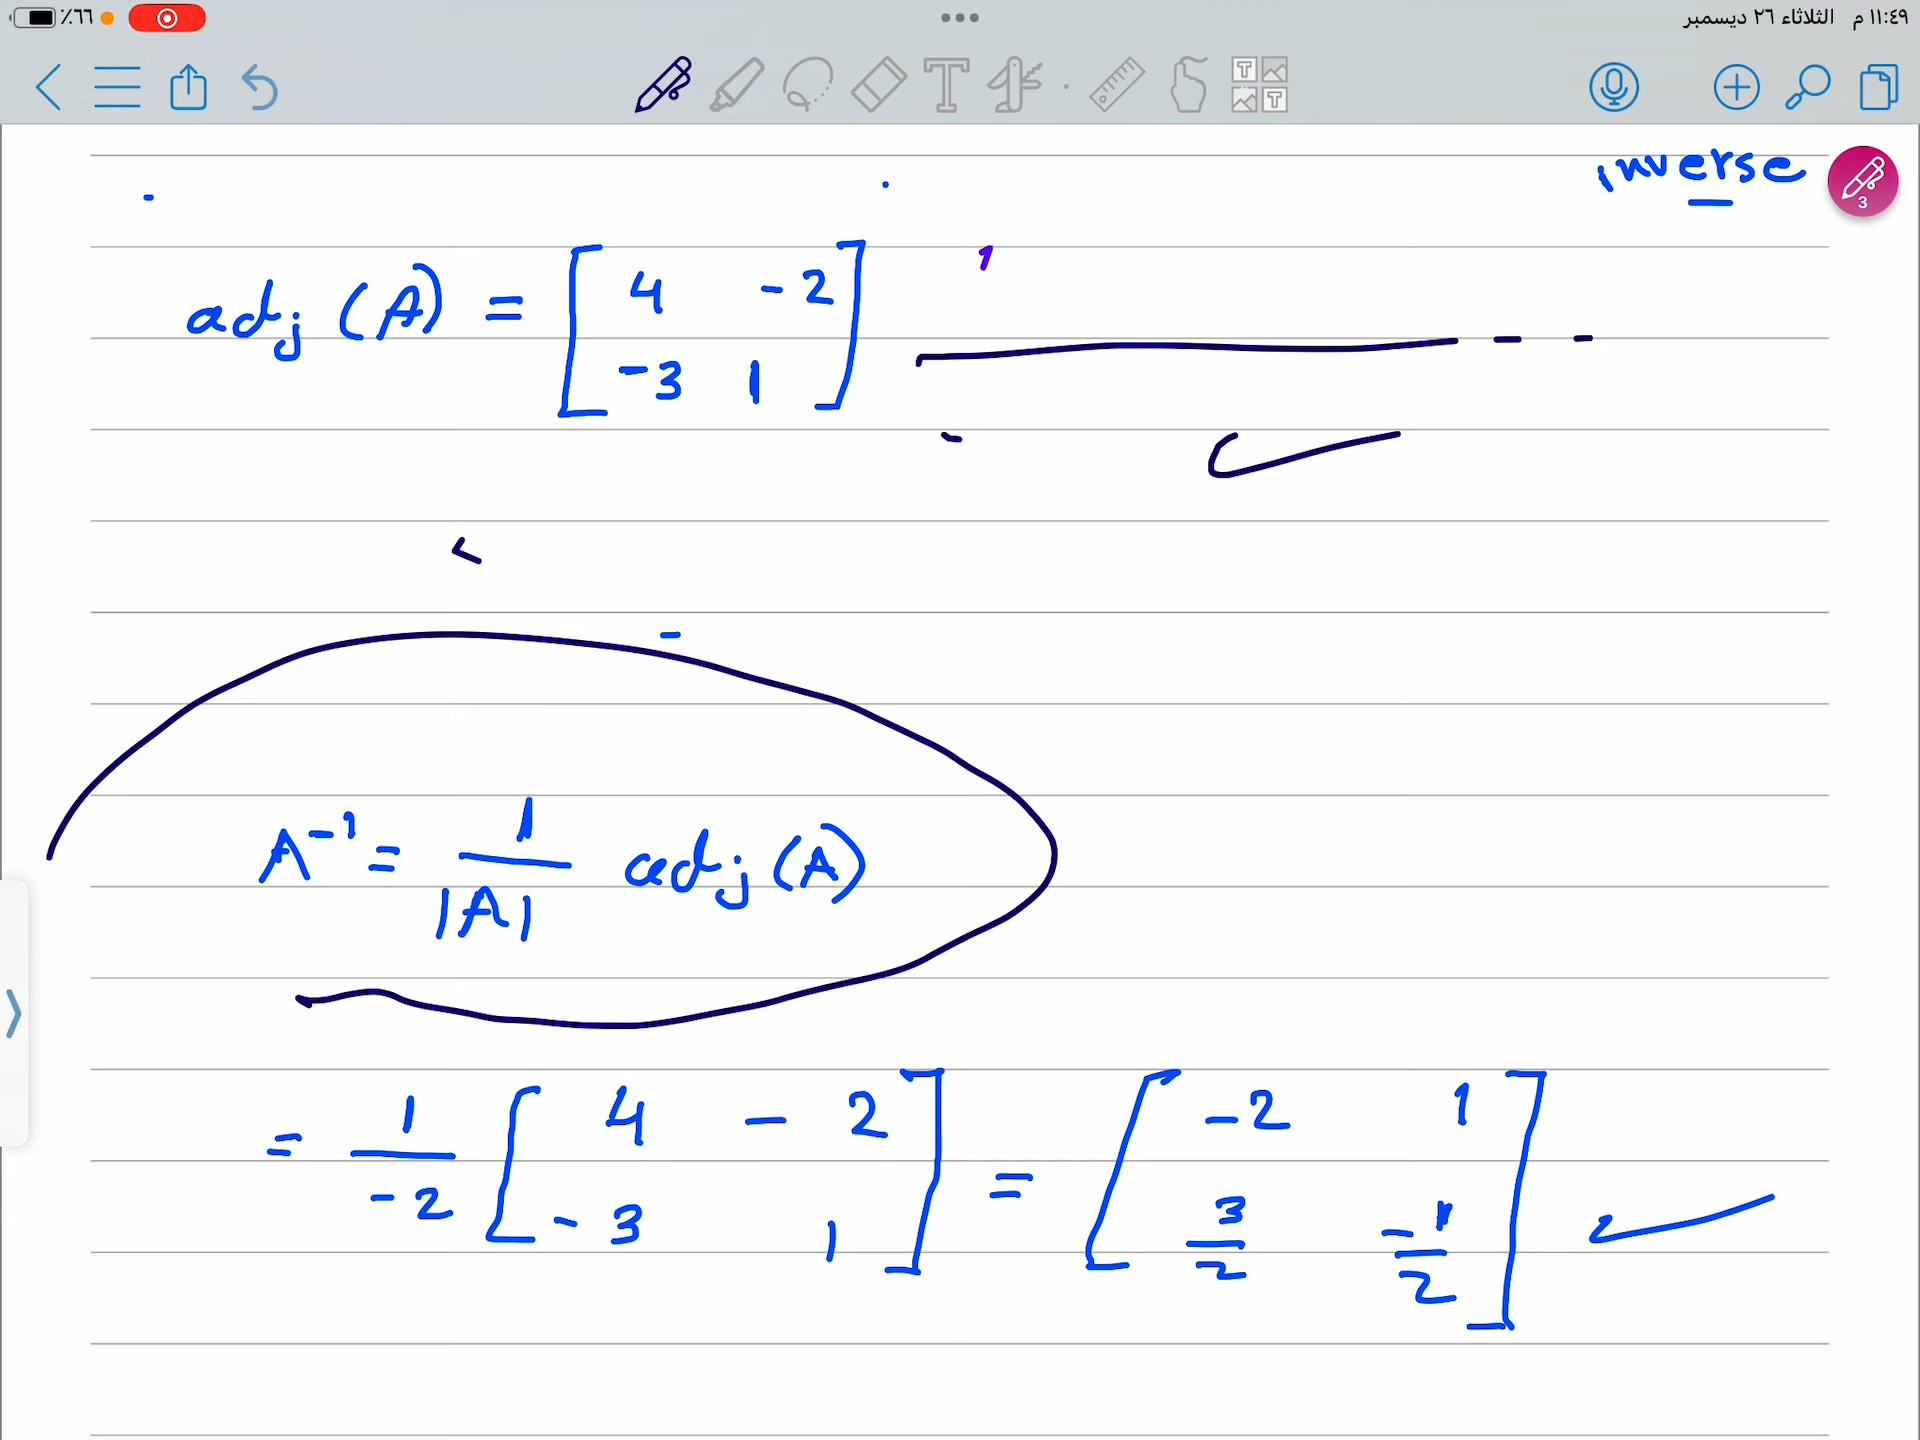 ٪٦٦
١١:٤٩ م الثلاثاء ٢٦ ديسمبر
inverse
3
adj (A) = [ 4 -2
-3 1 ]
A⁻¹ = 1/|A| adj (A)
= 1/-2 [ 4 -2
-3 1 ] = [ -2 1
3/2 -1/2 ]